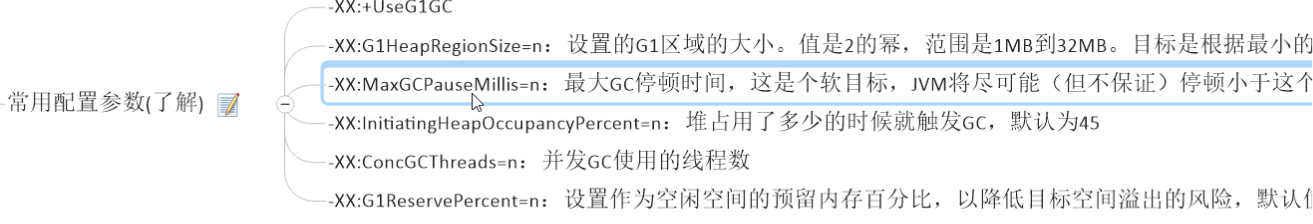 -XX:+UseG1GC
-XX:G1HeapRegionSize=n：设置的G1区域的大小。值是2的幂，范围是1MB到32MB。目标是根据最小的
-XX:MaxGCPauseMillis=n：最大GC停顿时间，这是个软目标，JVM将尽可能（但不保证）停顿小于这个
常用配置参数(了解)
-XX:InitiatingHeapOccupancyPercent=n：堆占用了多少的时候就触发GC，默认为45
-XX:ConcGCThreads=n：并发GC使用的线程数
-XX:G1ReservePercent=n：设置作为空闲空间的预留内存百分比，以降低目标空间溢出的风险，默认